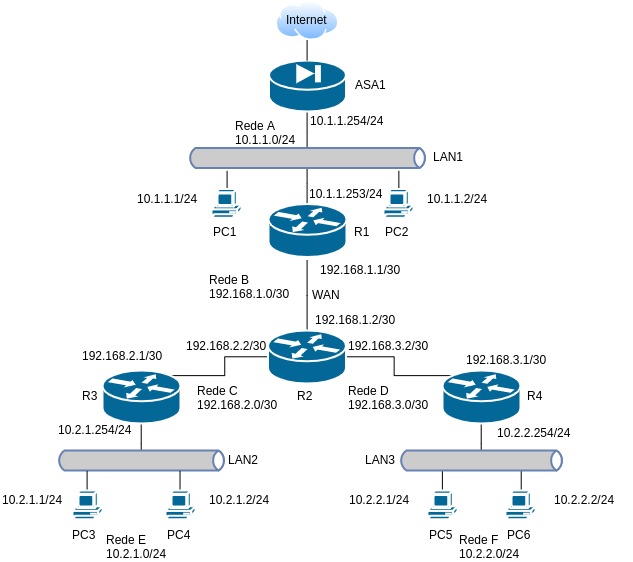 Internet
ASA1
10.1.1.254/24
Rede A
10.1.1.0/24
LAN1
10.1.1.1/24
10.1.1.253/24
10.1.1.2/24
PC1
R1
PC2
192.168.1.1/30
Rede B
192.168.1.0/30
WAN
192.168.1.2/30
192.168.2.2/30
192.168.3.2/30
192.168.2.1/30
192.168.3.1/30
R3
Rede C
192.168.2.0/30
R2
Rede D
192.168.3.0/30
R4
10.2.1.254/24
10.2.2.254/24
LAN2
LAN3
10.2.1.1/24
10.2.1.2/24
10.2.2.1/24
10.2.2.2/24
PC3
Rede E
10.2.1.0/24
PC4
PC5
Rede F
10.2.2.0/24
PC6